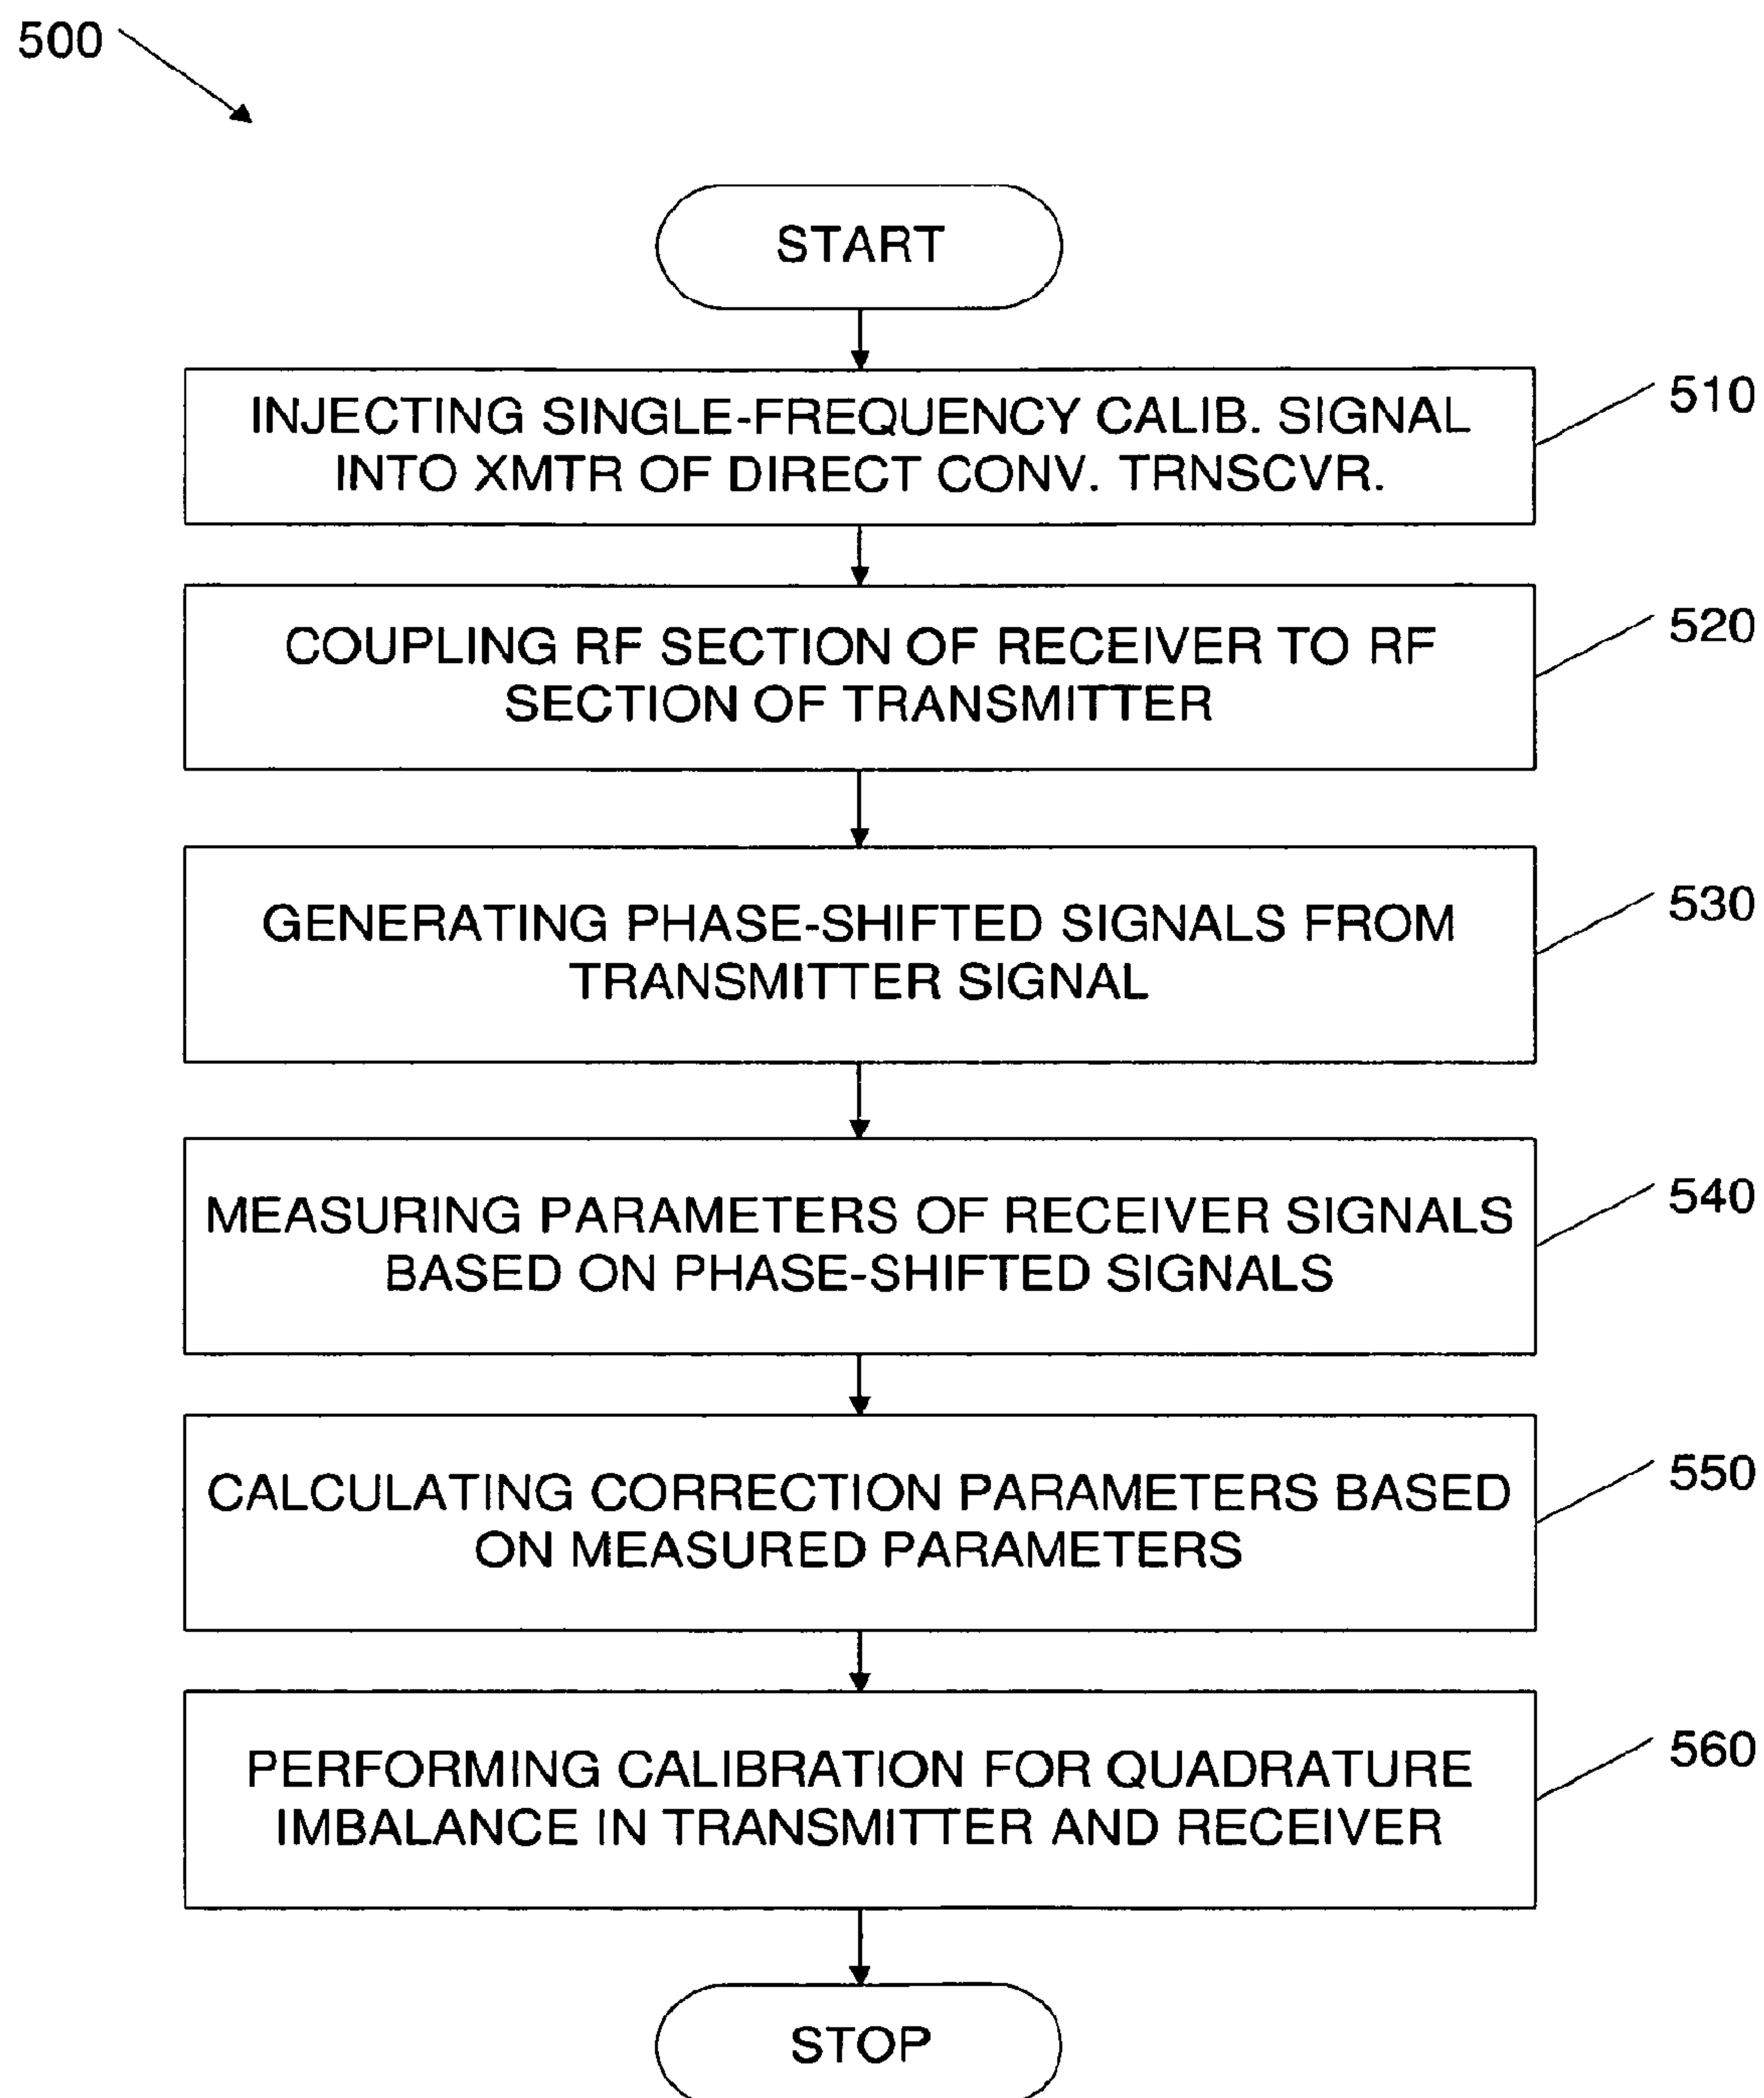 500
START
INJECTING SINGLE-FREQUENCY CALIB. SIGNAL
INTO XMTR OF DIRECT CONV. TRNSCVR.
510
COUPLING RF SECTION OF RECEIVER TO RF
SECTION OF TRANSMITTER
520
GENERATING PHASE-SHIFTED SIGNALS FROM
TRANSMITTER SIGNAL
530
MEASURING PARAMETERS OF RECEIVER SIGNALS
BASED ON PHASE-SHIFTED SIGNALS
540
CALCULATING CORRECTION PARAMETERS BASED
ON MEASURED PARAMETERS
550
PERFORMING CALIBRATION FOR QUADRATURE
IMBALANCE IN TRANSMITTER AND RECEIVER
560
STOP